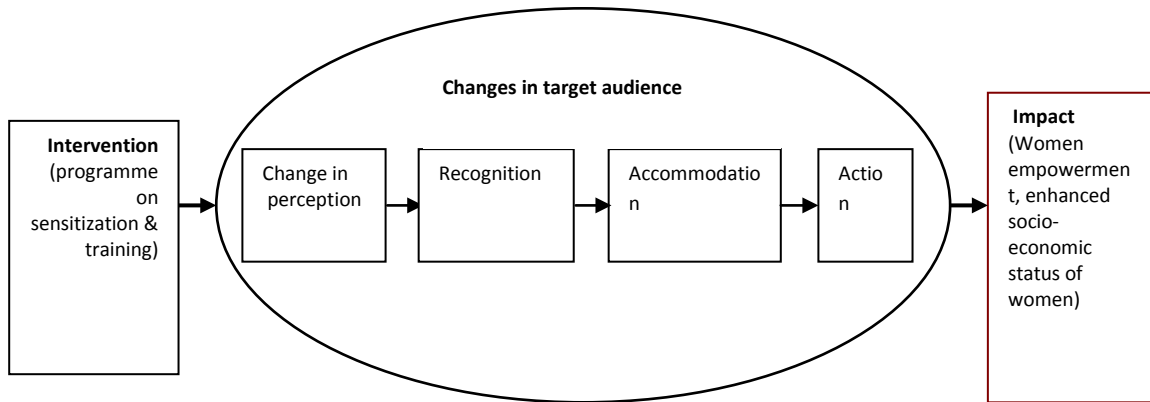 Changes in target audience
Intervention
(programme
on
sensitization &
training)
Change in
perception
Recognition
Accommodatio
n
Actio
n
Impact
(Women
empowermen
t, enhanced
socio-
economic
status of
women)